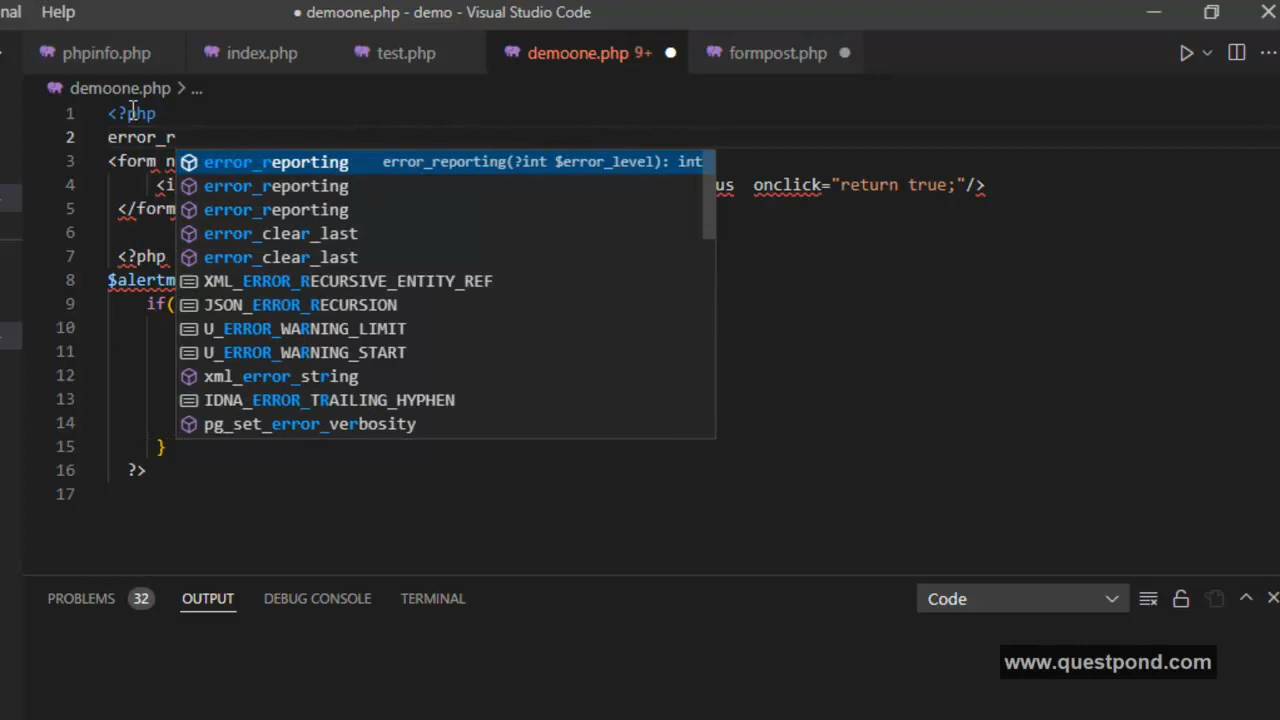 nal Help ● demoone.php - demo - Visual Studio Code
phpinfo.php index.php test.php demoone.php 9+ formpost.php
demoone.php > ...
1 <?php
2 error_r
3 <form n
error_reporting error_reporting(?int $error_level): int
error_reporting
4 <i us onclick="return true;"/>
error_reporting
5 </form
6 error_clear_last
7 <?php error_clear_last
8 $alertm XML_ERROR_RECURSIVE_ENTITY_REF
9 if( JSON_ERROR_RECURSION
10 U_ERROR_WARNING_LIMIT
11 U_ERROR_WARNING_START
12 xml_error_string
13 IDNA_ERROR_TRAILING_HYPHEN
14 pg_set_error_verbosity
15 }
16 ?>
17
PROBLEMS 32 OUTPUT DEBUG CONSOLE TERMINAL Code
www.questpond.com